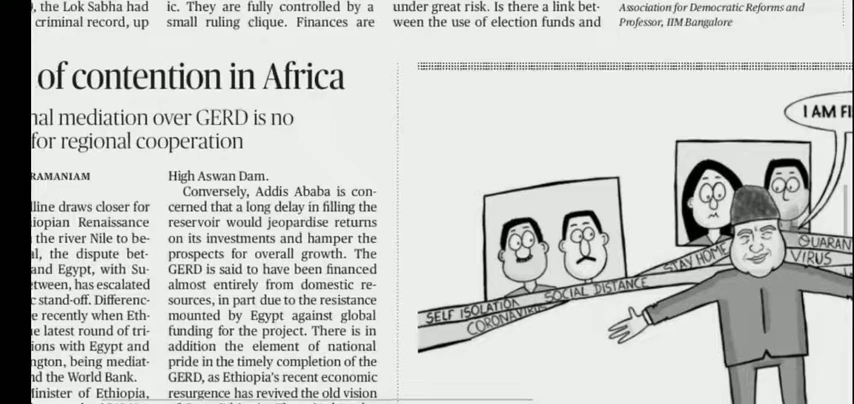 , the Lok Sabha had
criminal record, up
ic. They are fully controlled by a
small ruling clique. Finances are
under great risk. Is there a link bet-
ween the use of election funds and
Association for Democratic Reforms and
Professor, IIM Bangalore
of contention in Africa
nal mediation over GERD is no
for regional cooperation
RAMANIAM
lline draws closer for
iopian Renaissance
the river Nile to be-
al, the dispute bet-
and Egypt, with Su-
etween, has escalated
c stand-off. Differenc-
e recently when Eth-
e latest round of tri-
ions with Egypt and
ngton, being mediat-
nd the World Bank.
Minister of Ethiopia,
High Aswan Dam.
Conversely, Addis Ababa is con-
cerned that a long delay in filling the
reservoir would jeopardise returns
on its investments and hamper the
prospects for overall growth. The
GERD is said to have been financed
almost entirely from domestic re-
sources, in part due to the resistance
mounted by Egypt against global
funding for the project. There is in
addition the element of national
pride in the timely completion of the
GERD, as Ethiopia's recent economic
resurgence has revived the old vision
I AM FI
SELF ISOLATION
CORONAVIRUS
SOCIAL DISTANCE
STAY HOME
QUARAN
VIRUS